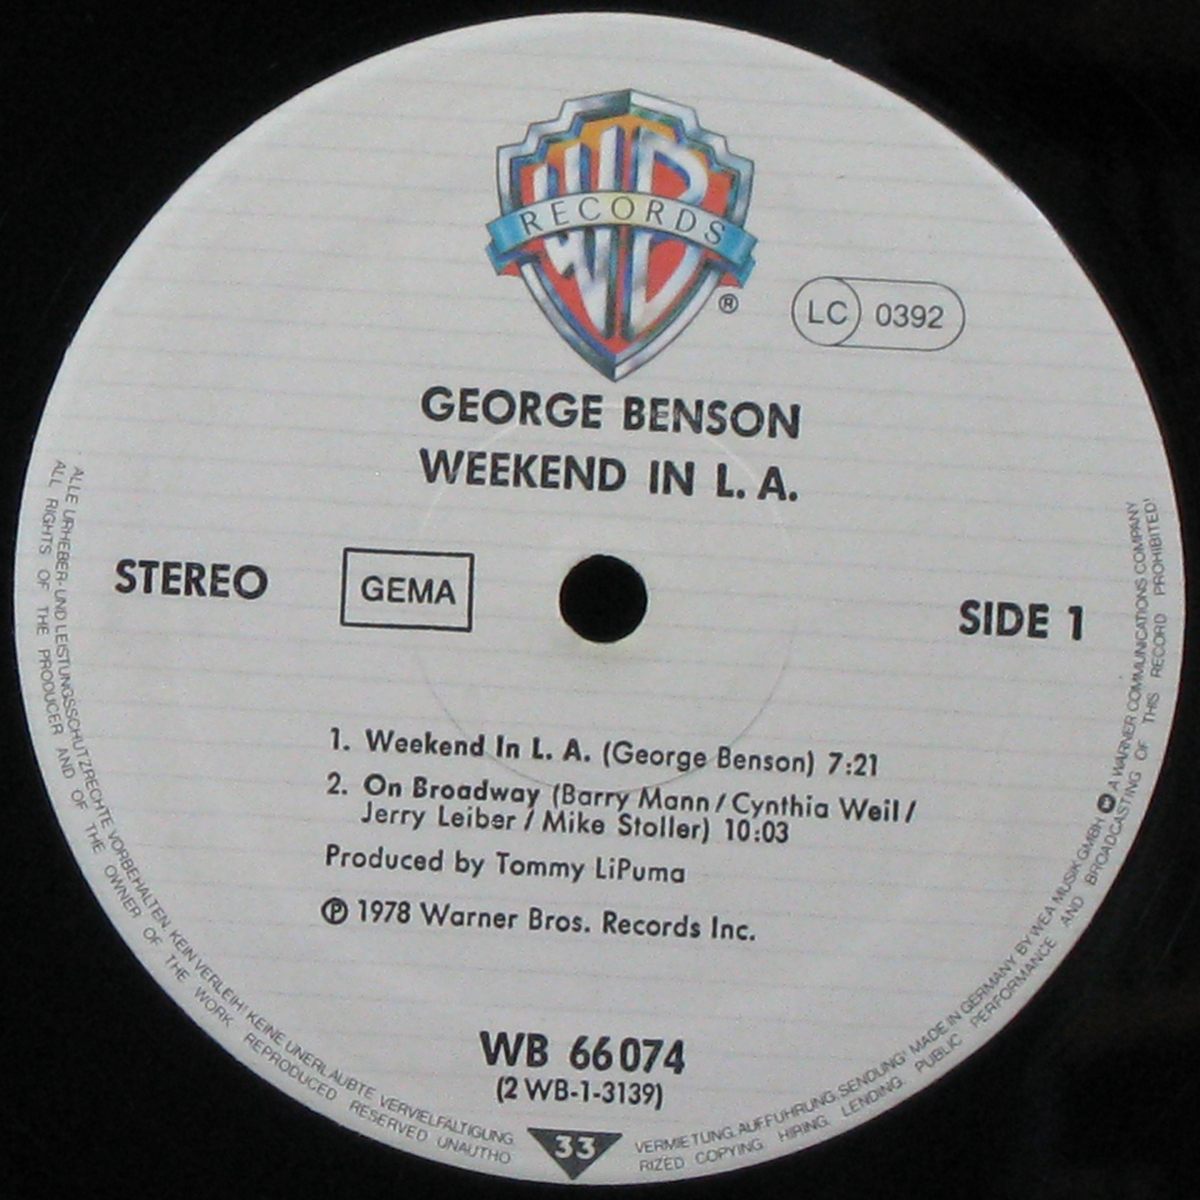 WB
RECORDS
®
LC 0392
GEORGE BENSON
WEEKEND IN L. A.
STEREO
GEMA
SIDE 1
1. Weekend In L. A. (George Benson) 7:21
2. On Broadway (Barry Mann / Cynthia Weil /
Jerry Leiber / Mike Stoller) 10:03
Produced by Tommy LiPuma
℗ 1978 Warner Bros. Records Inc.
WB 66 074
(2 WB-1-3139)
33
ALLE URHEBER- UND LEISTUNGSSCHUTZRECHTE VORBEHALTEN. KEIN VERLEIH! KEINE UNERLAUBTE VERVIELFÄLTIGUNG, VERMIETUNG, AUFFÜHRUNG, SENDUNG! MADE IN GERMANY BY WEA MUSIK GMBH A WARNER COMMUNICATIONS COMPANY
ALL RIGHTS OF THE PRODUCER AND OF THE OWNER OF THE WORK REPRODUCED RESERVED UNAUTHORIZED COPYING, HIRING, LENDING, PUBLIC PERFORMANCE AND BROADCASTING OF THIS RECORD PROHIBITED!